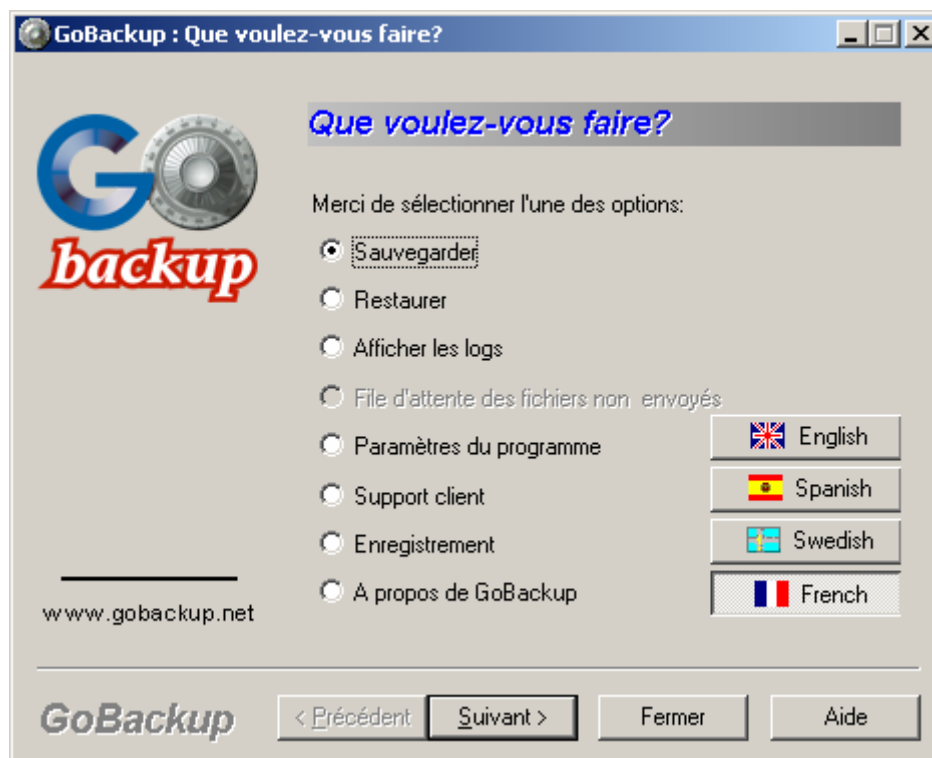 GoBackup : Que voulez-vous faire?
GO
backup
Que voulez-vous faire?
Merci de sélectionner l'une des options:
Sauvegarder
Restaurer
Afficher les logs
File d'attente des fichiers non envoyés
Paramètres du programme
English
Support client
Spanish
Enregistrement
Swedish
A propos de GoBackup
French
www.gobackup.net
GoBackup
< Précédent
Suivant >
Fermer
Aide